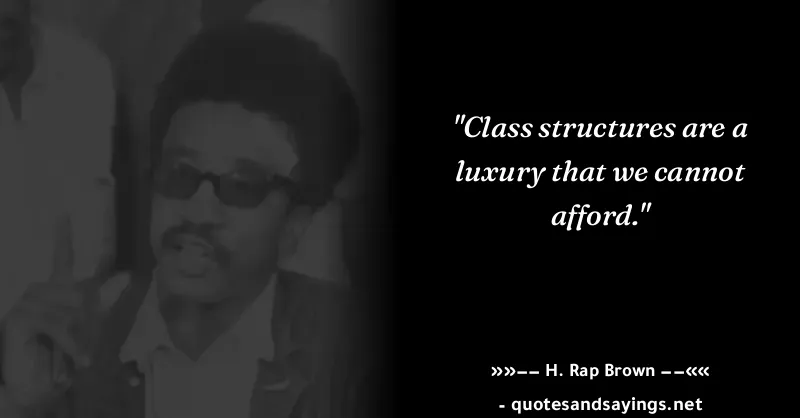 "Class structures are a
luxury that we cannot
afford."
»»−− H. Rap Brown −−««
- quotesandsayings.net